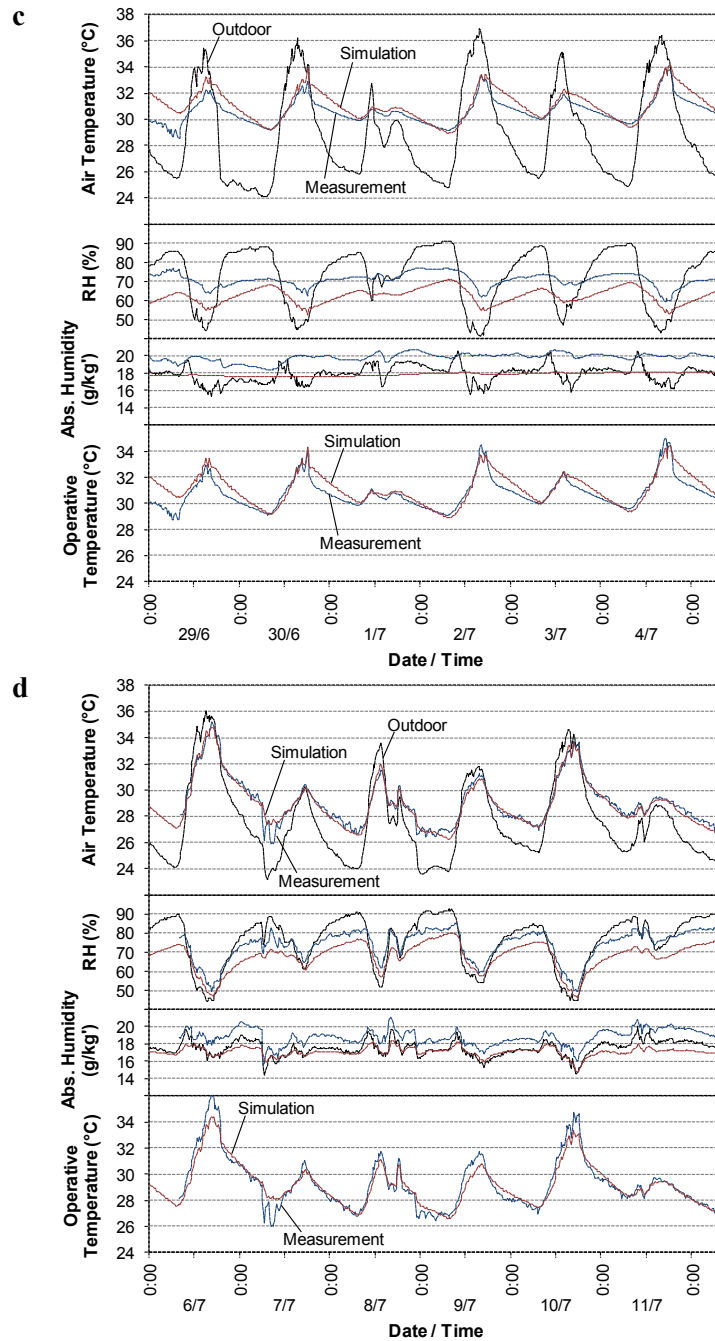 c
38
36
34
32
30
28
26
24
Air Temperature (°C)
Outdoor
Simulation
Measurement
90
80
70
60
50
RH (%)
20
18
16
14
Abs. Humidity
(g/kg')
34
32
30
28
26
24
Operative
Temperature (°C)
Simulation
Measurement
0:00 0:00 0:00 0:00 0:00 0:00 0:00
29/6 30/6 1/7 2/7 3/7 4/7
Date / Time
d
38
36
34
32
30
28
26
24
Air Temperature (°C)
Outdoor
Simulation
Measurement
90
80
70
60
50
RH (%)
20
18
16
14
Abs. Humidity
(g/kg')
34
32
30
28
26
24
Operative
Temperature (°C)
Simulation
Measurement
0:00 0:00 0:00 0:00 0:00 0:00 0:00
6/7 7/7 8/7 9/7 10/7 11/7
Date / Time